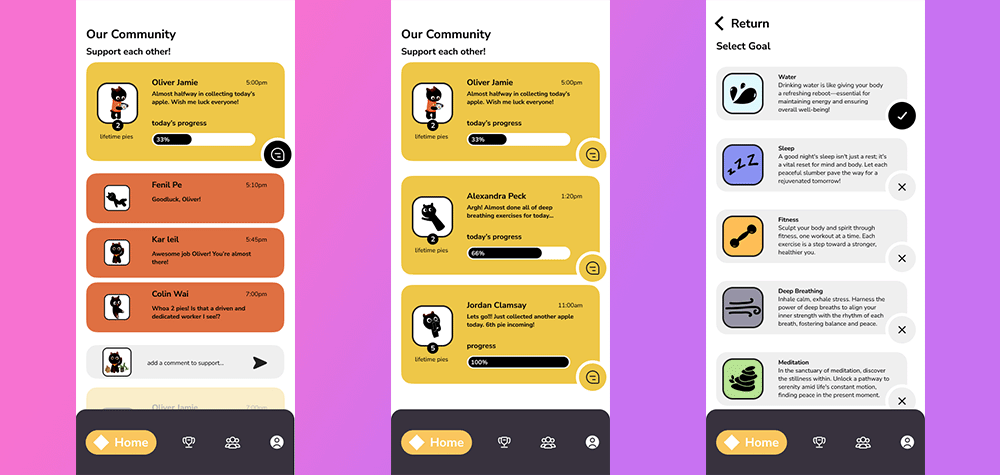 Our Community
Support each other!
Oliver Jamie 5:00pm
Almost halfway in collecting today's
apple. Wish me luck everyone!
2
lifetime pies
today's progress
33%
Fenil Pe 5:10pm
Goodluck, Oliver!
Kar leil 5:45pm
Awesome job Oliver! You're almost
there!
Colin Wai 7:00pm
Whoa 2 pies! Is that a driven and
dedicated worker I see!?
add a comment to support...
Oliver Jamie 7:00pm
Home
Our Community
Support each other!
Oliver Jamie 5:00pm
Almost halfway in collecting today's
apple. Wish me luck everyone!
2
lifetime pies
today's progress
33%
Alexandra Peck 1:20pm
Argh! Almost done all of deep
breathing exercises for today...
2
lifetime pies
today's progress
66%
Jordan Clamsay 11:00am
Lets go!!! Just collected another apple
today. 6th pie incoming!
5
lifetime pies
progress
100%
Home
Return
Select Goal
Water
Drinking water is like giving your body
a refreshing reboot—essential for
maintaining energy and ensuring
overall well-being!
zzz
Sleep
A good night's sleep isn't just a rest; it's
a vital reset for mind and body. Let each
peaceful slumber pave the way for a
rejuvenated tomorrow!
Fitness
Sculpt your body and spirit through
fitness, one workout at a time. Each
exercise is a step toward a stronger,
healthier you.
Deep Breathing
Inhale calm, exhale stress. Harness the
power of deep breaths to align your
inner strength with the rhythm of each
breath, fostering balance and peace.
Meditation
In the sanctuary of meditation, discover
the stillness within. Unlock a pathway to
serenity amid life's constant motion,
finding peace in the present moment.
Home